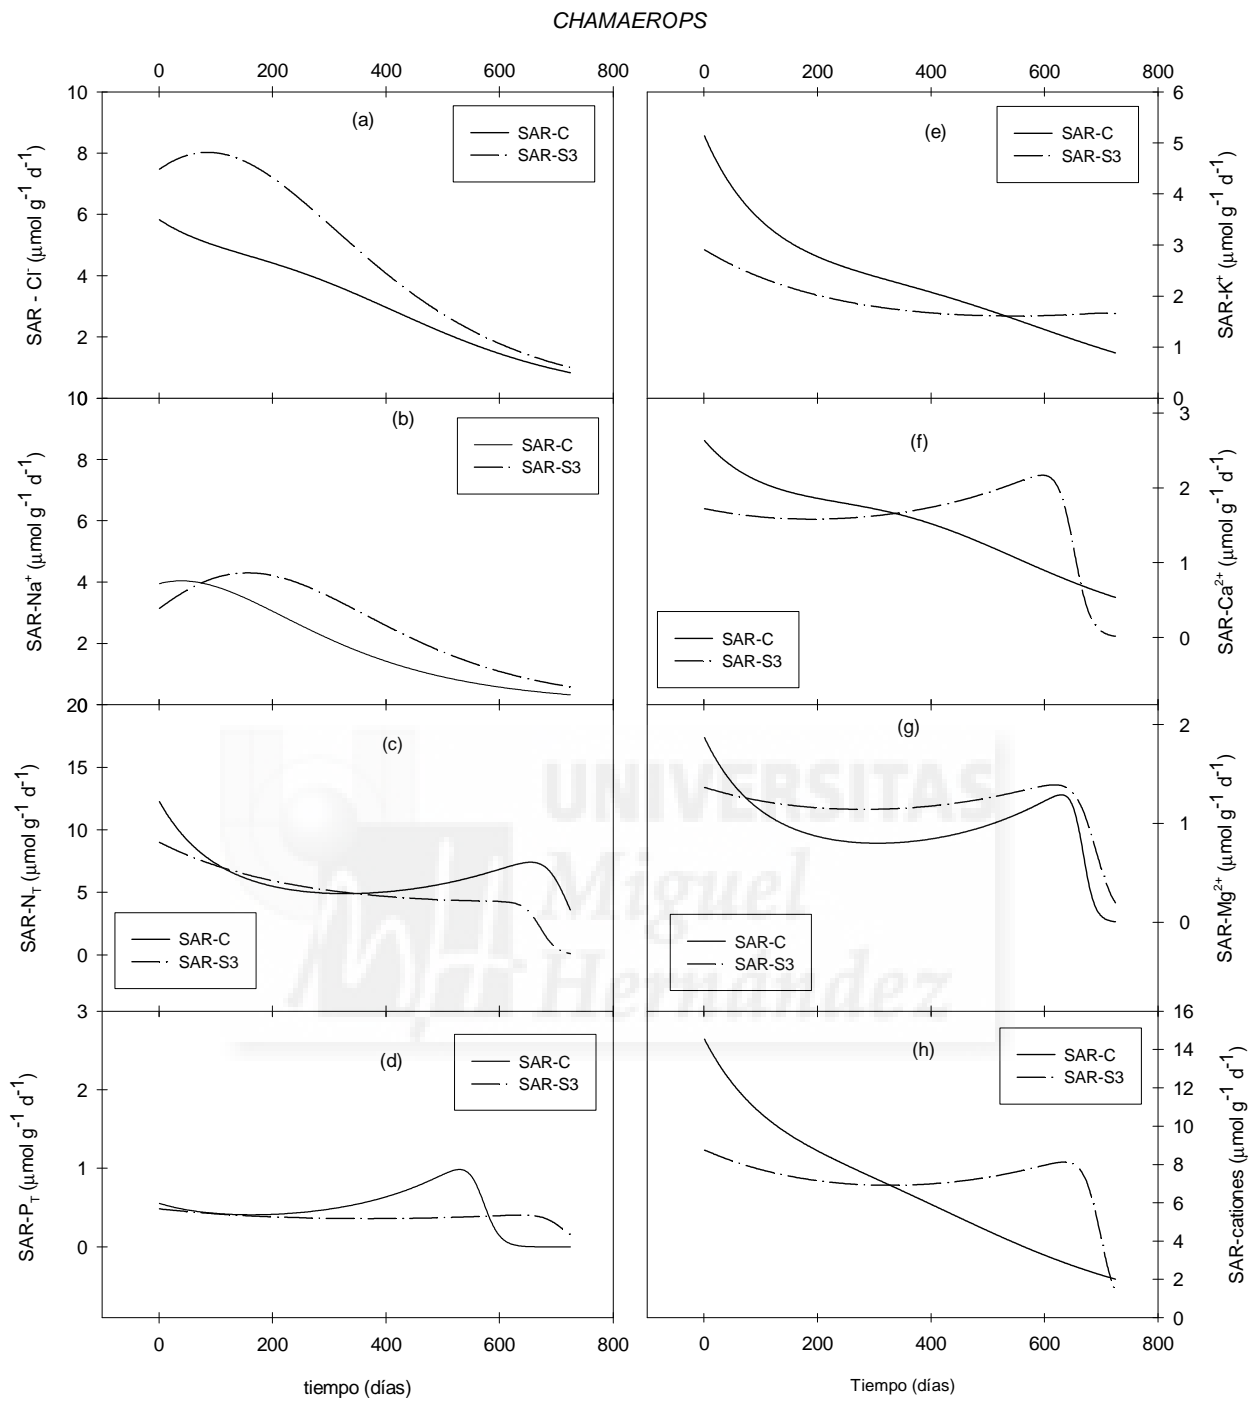 CHAMAEROPS
0 200 400 600 800
0 200 400 600 800
(a)
SAR-C
SAR-S3
SAR - Cl⁻ (μmol g⁻¹ d⁻¹)
10
8
6
4
2
(e)
SAR-C
SAR-S3
SAR-K⁺ (μmol g⁻¹ d⁻¹)
6
5
4
3
2
1
0
(b)
SAR-C
SAR-S3
SAR-Na⁺ (μmol g⁻¹ d⁻¹)
10
8
6
4
2
(f)
SAR-C
SAR-S3
SAR-Ca²⁺ (μmol g⁻¹ d⁻¹)
3
2
1
0
(c)
SAR-C
SAR-S3
SAR-N_T (μmol g⁻¹ d⁻¹)
20
15
10
5
0
(g)
SAR-C
SAR-S3
SAR-Mg²⁺ (μmol g⁻¹ d⁻¹)
2
1
0
UNIVERSITAS
Miguel
Hernández
(d)
SAR-C
SAR-S3
SAR-P_T (μmol g⁻¹ d⁻¹)
3
2
1
0
(h)
SAR-C
SAR-S3
SAR-cationes (μmol g⁻¹ d⁻¹)
16
14
12
10
8
6
4
2
0
0 200 400 600 800
0 200 400 600 800
tiempo (días)
Tiempo (días)